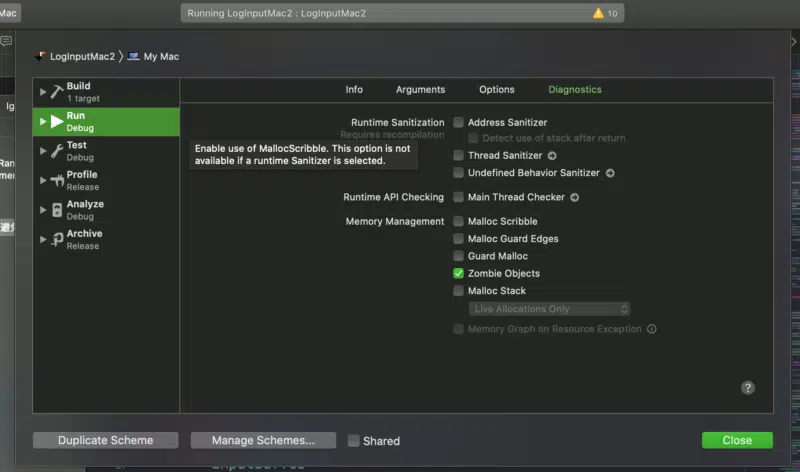 Mac
Running LogInputMac2 : LogInputMac2
10
LogInputMac2 〉 My Mac
Info
Arguments
Options
Diagnostics
Build
1 target
Run
Debug
Test
Debug
Profile
Release
Analyze
Debug
Archive
Release
Runtime Sanitization
Requires recompilation
Address Sanitizer
Detect use of stack after return
Enable use of MallocScribble. This option is not
available if a runtime Sanitizer is selected.
Thread Sanitizer
Undefined Behavior Sanitizer
Runtime API Checking
Main Thread Checker
Memory Management
Malloc Scribble
Malloc Guard Edges
Guard Malloc
Zombie Objects
Malloc Stack
Live Allocations Only
Memory Graph on Resource Exception
?
Duplicate Scheme
Manage Schemes...
Shared
Close